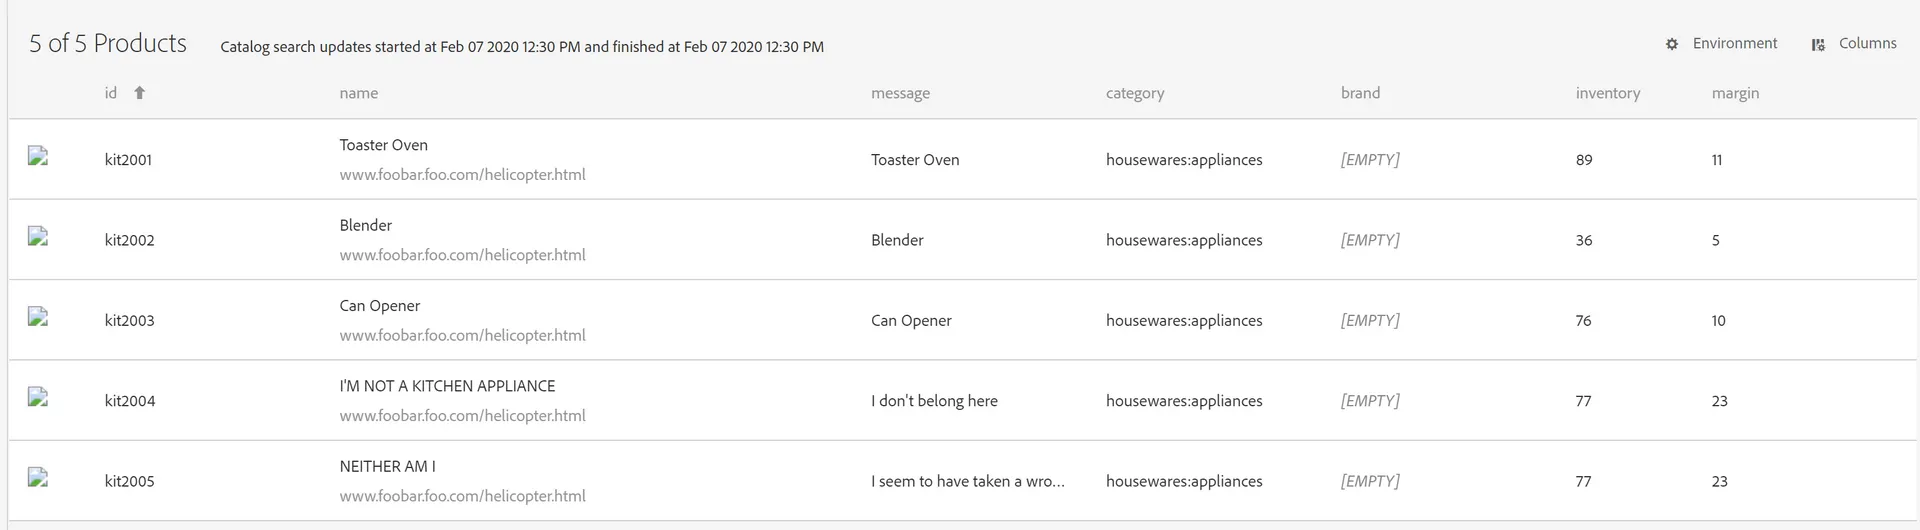 5 of 5 Products Catalog search updates started at Feb 07 2020 12:30 PM and finished at Feb 07 2020 12:30 PM Environment Columns
id name message category brand inventory margin
Toaster Oven
kit2001 Toaster Oven housewares:appliances [EMPTY] 89 11
www.foobar.foo.com/helicopter.html
Blender
kit2002 Blender housewares:appliances [EMPTY] 36 5
www.foobar.foo.com/helicopter.html
Can Opener
kit2003 Can Opener housewares:appliances [EMPTY] 76 10
www.foobar.foo.com/helicopter.html
I'M NOT A KITCHEN APPLIANCE
kit2004 I don't belong here housewares:appliances [EMPTY] 77 23
www.foobar.foo.com/helicopter.html
NEITHER AM I
kit2005 I seem to have taken a wro... housewares:appliances [EMPTY] 77 23
www.foobar.foo.com/helicopter.html